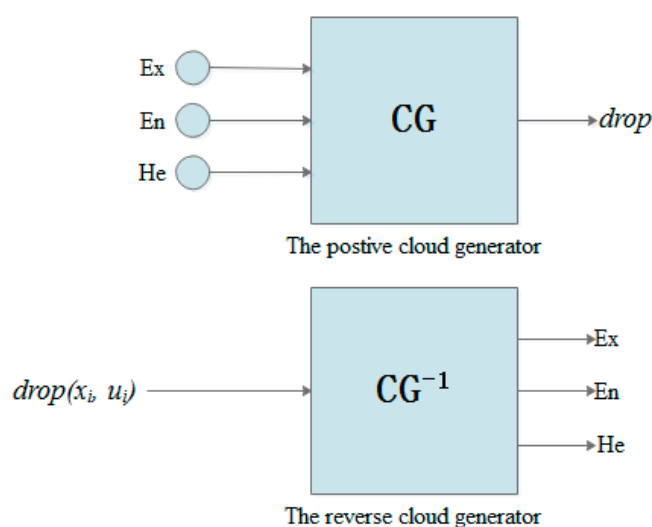 Ex
En
He
CG
drop
The postive cloud generator
drop(xᵢ, uᵢ)
CG⁻¹
Ex
En
He
The reverse cloud generator